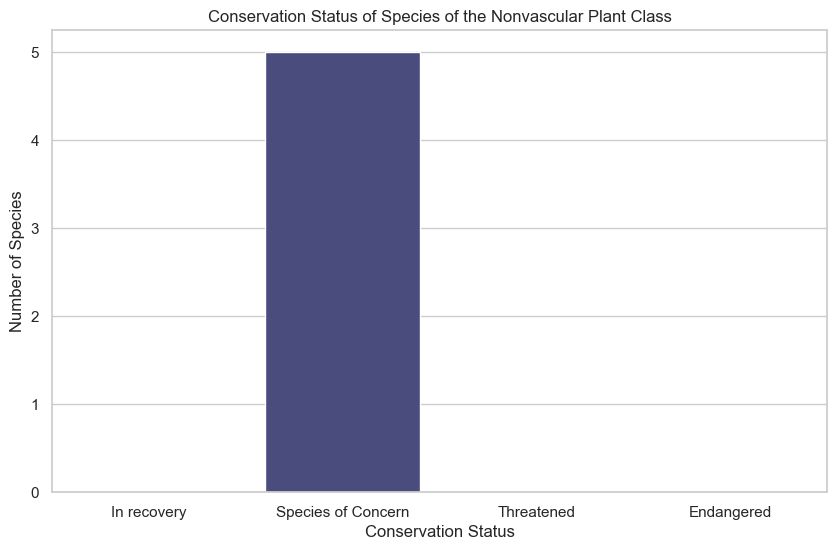 Conservation Status of Species of the Nonvascular Plant Class
Number of Species
5
4
3
2
1
0
In recovery
Species of Concern
Threatened
Endangered
Conservation Status